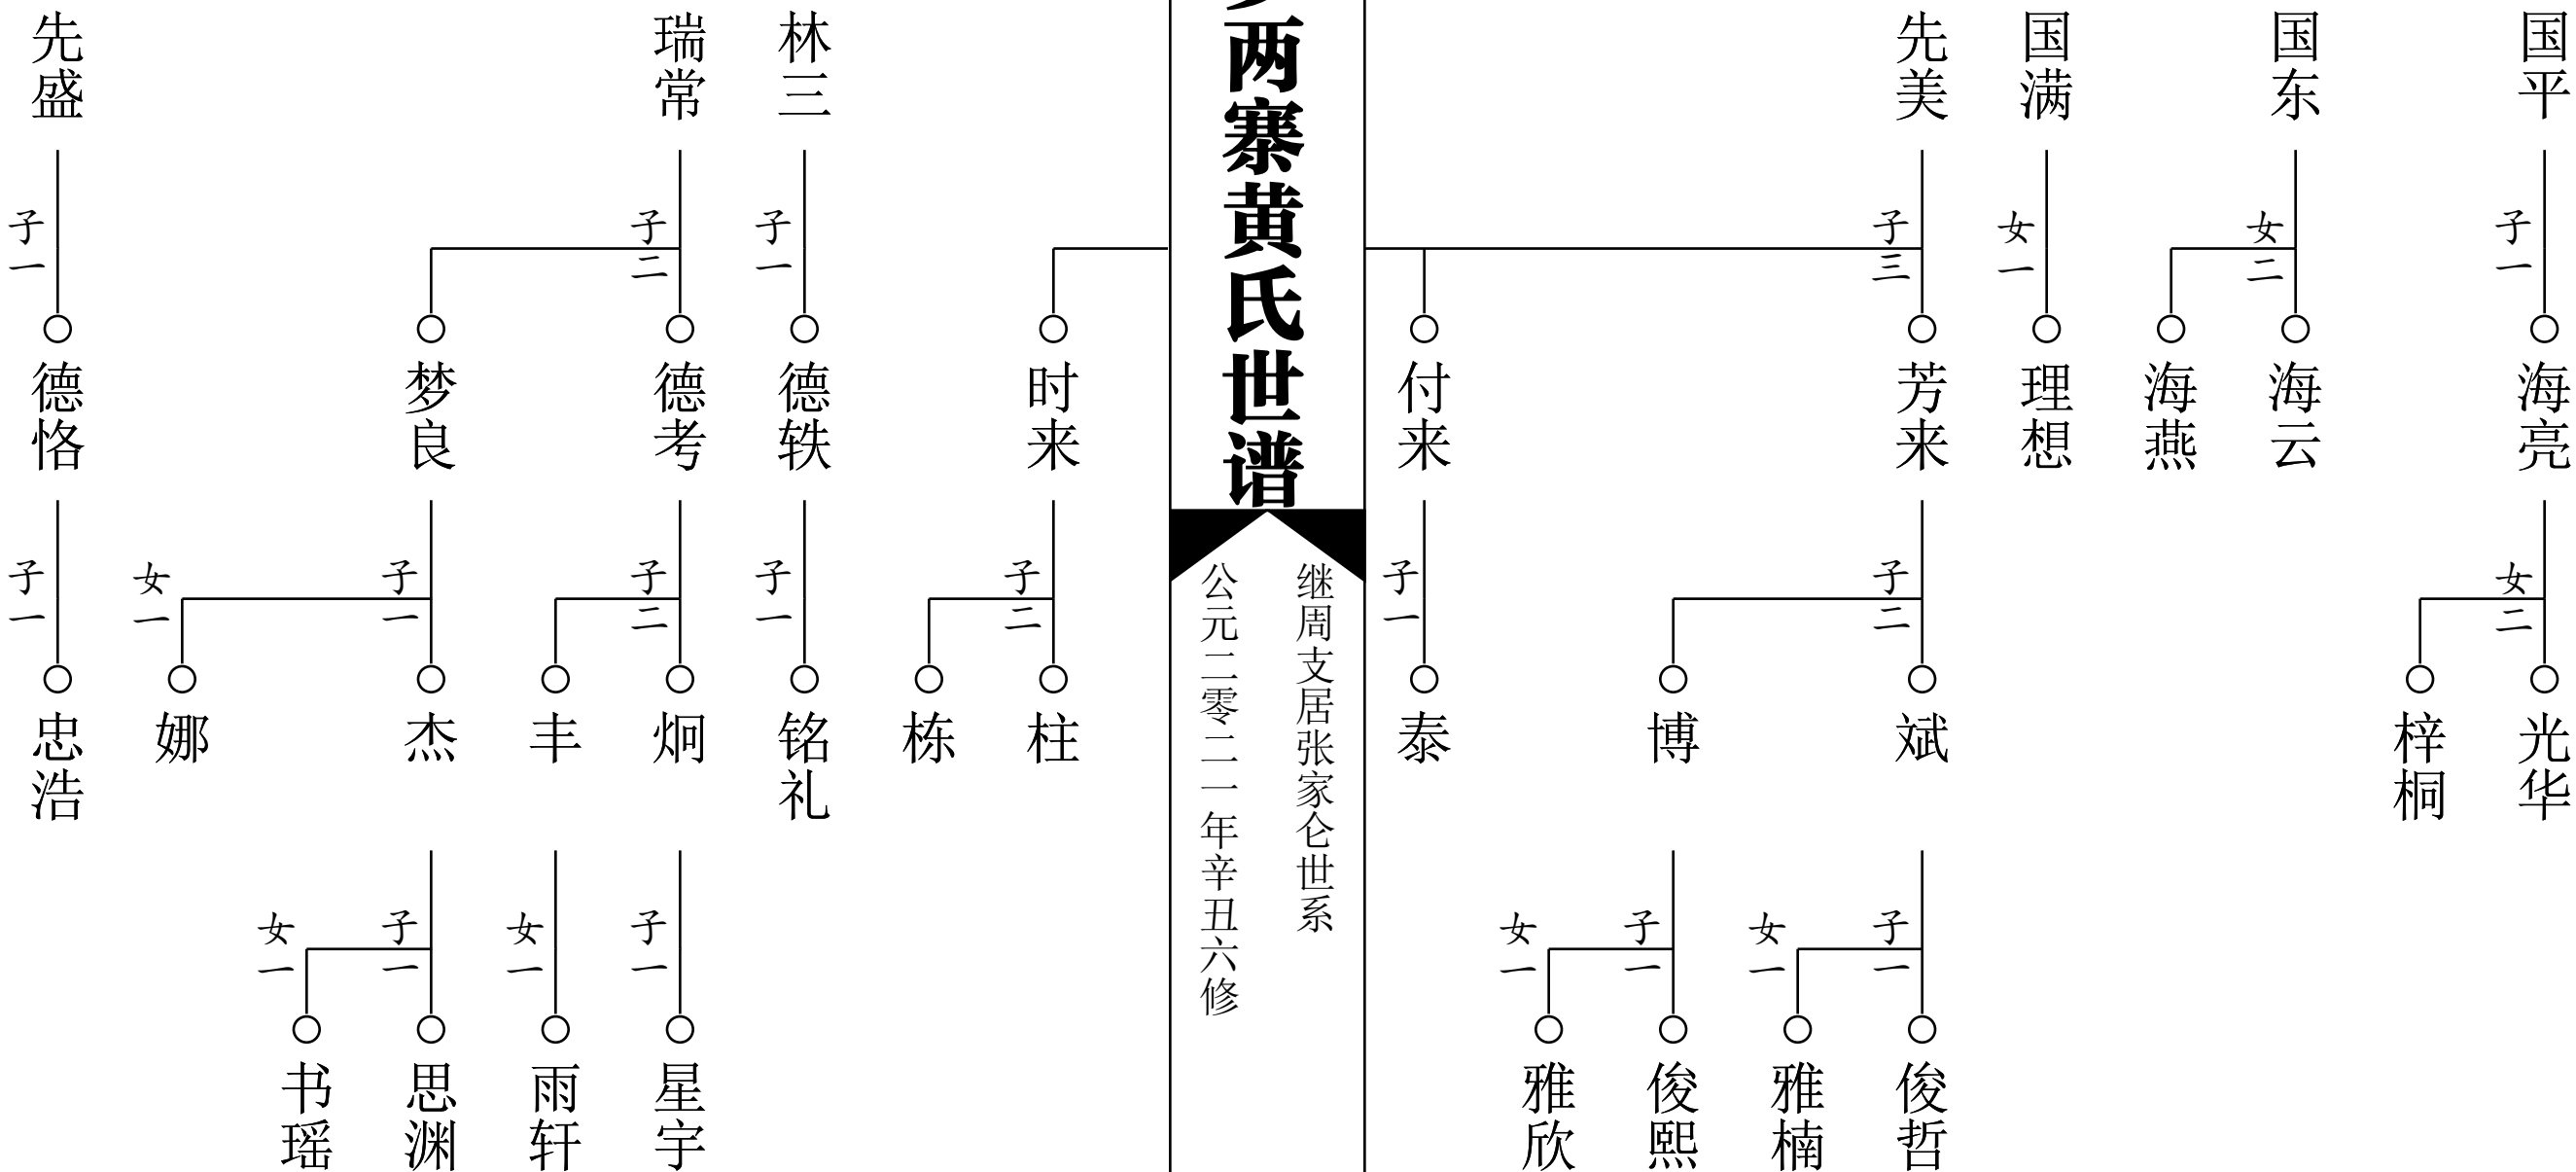 国平
国东
国满
先美
子一
女二
女一
子三
海亮
海云
海燕
理想
芳来
付来
女二
子二
子一
光华
梓桐
斌
博
泰
子一
女一
子一
女一
俊哲
雅楠
俊熙
雅欣
两寨黄氏世谱
继周支居张家仑世系
公元二零二一年辛丑六修
林三
瑞常
先盛
子一
子二
子一
时来
德轶
德考
梦良
德恪
子二
子一
子二
子一
女一
子一
柱
栋
铭礼
炯
丰
杰
娜
忠浩
子一
女一
子一
女一
星宇
雨轩
思渊
书瑶